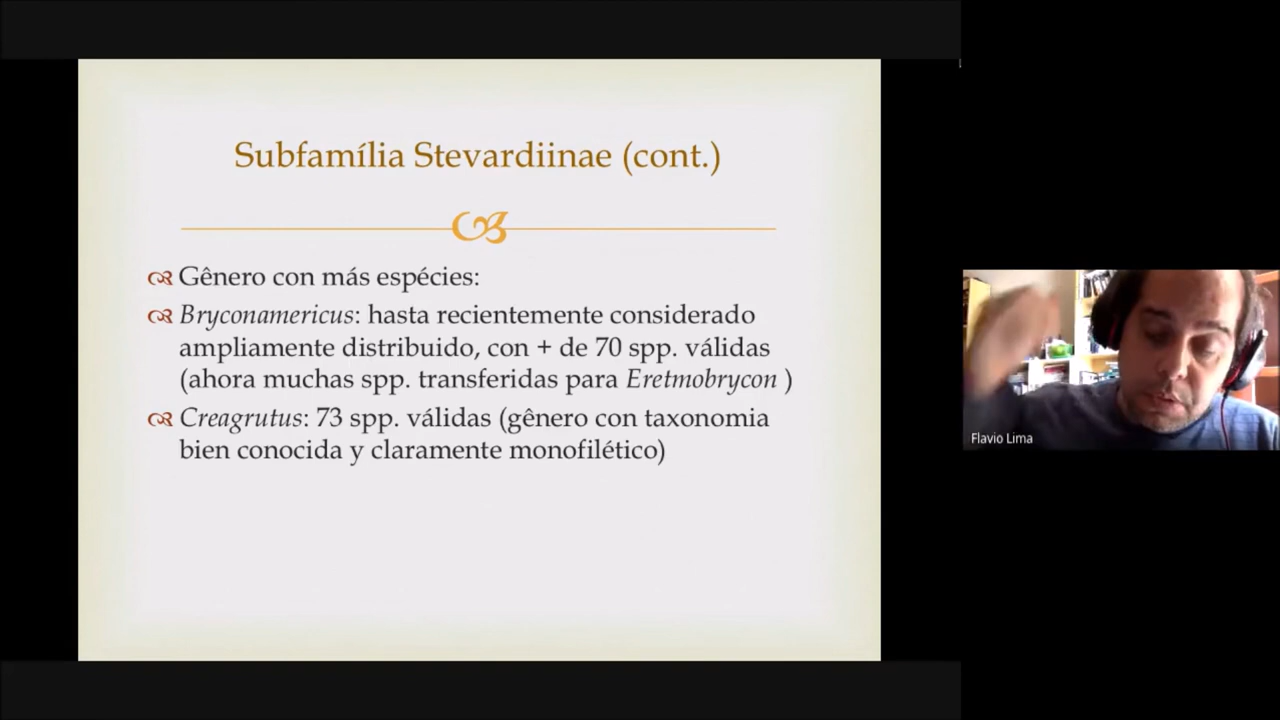 Subfamília Stevardiinae (cont.)
Gênero con más espécies:
Bryconamericus: hasta recientemente considerado
ampliamente distribuido, con + de 70 spp. válidas
(ahora muchas spp. transferidas para Eretmobrycon )
Creagrutus: 73 spp. válidas (gênero con taxonomia
bien conocida y claramente monofilético)
Flavio Lima